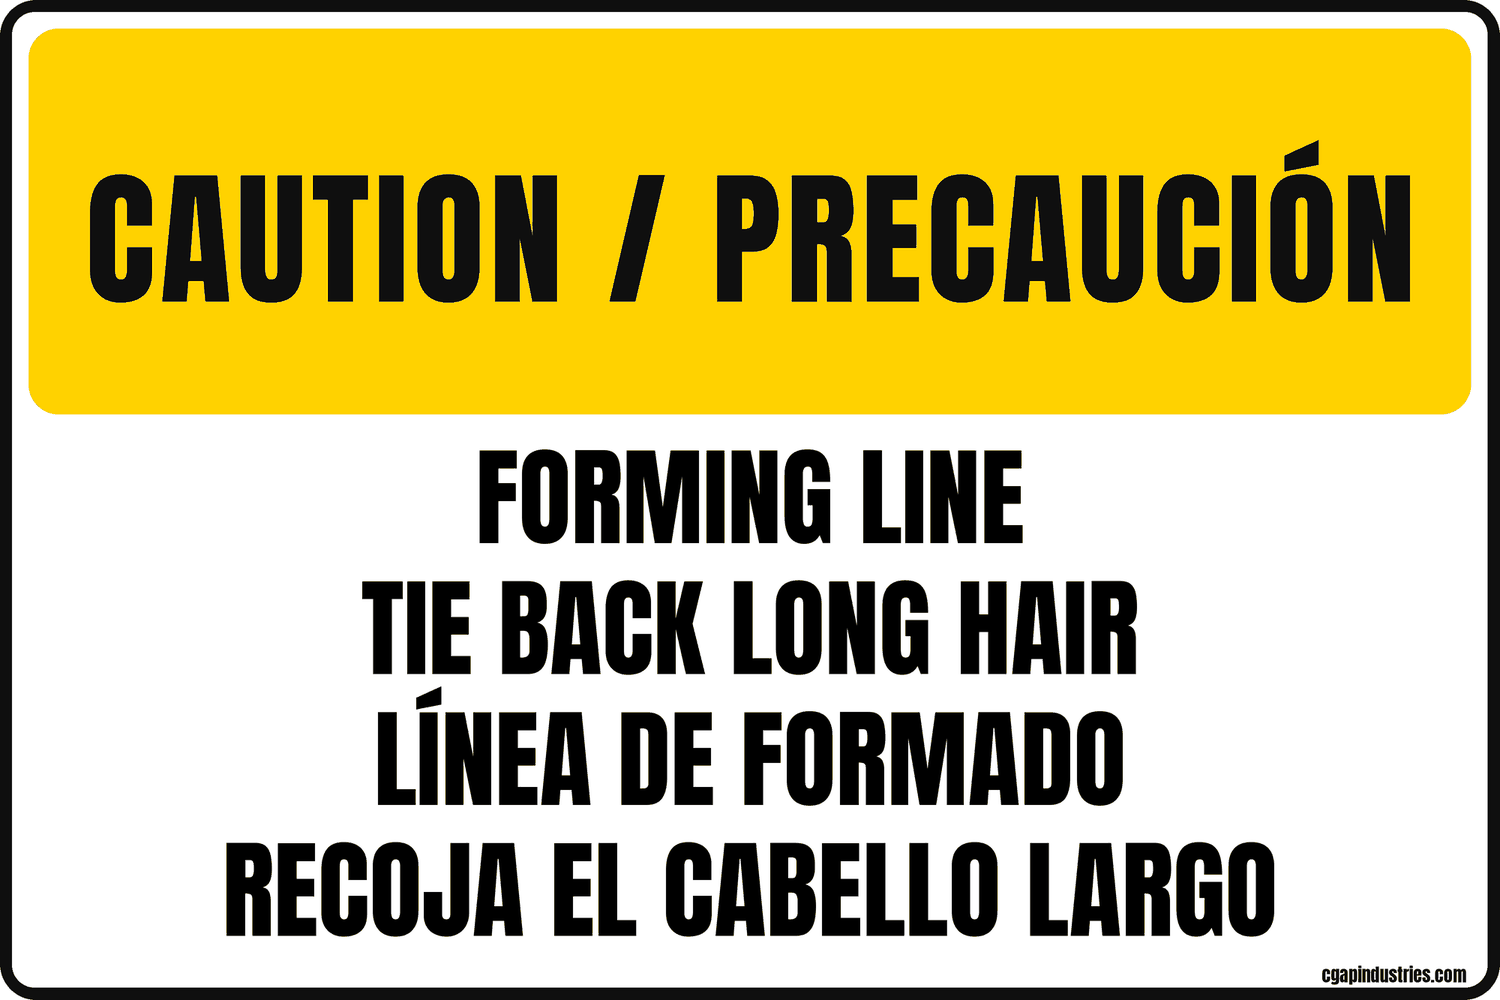 CAUTION / PRECAUCIÓN
FORMING LINE
TIE BACK LONG HAIR
LÍNEA DE FORMADO
RECOJA EL CABELLO LARGO
cgapindustries.com